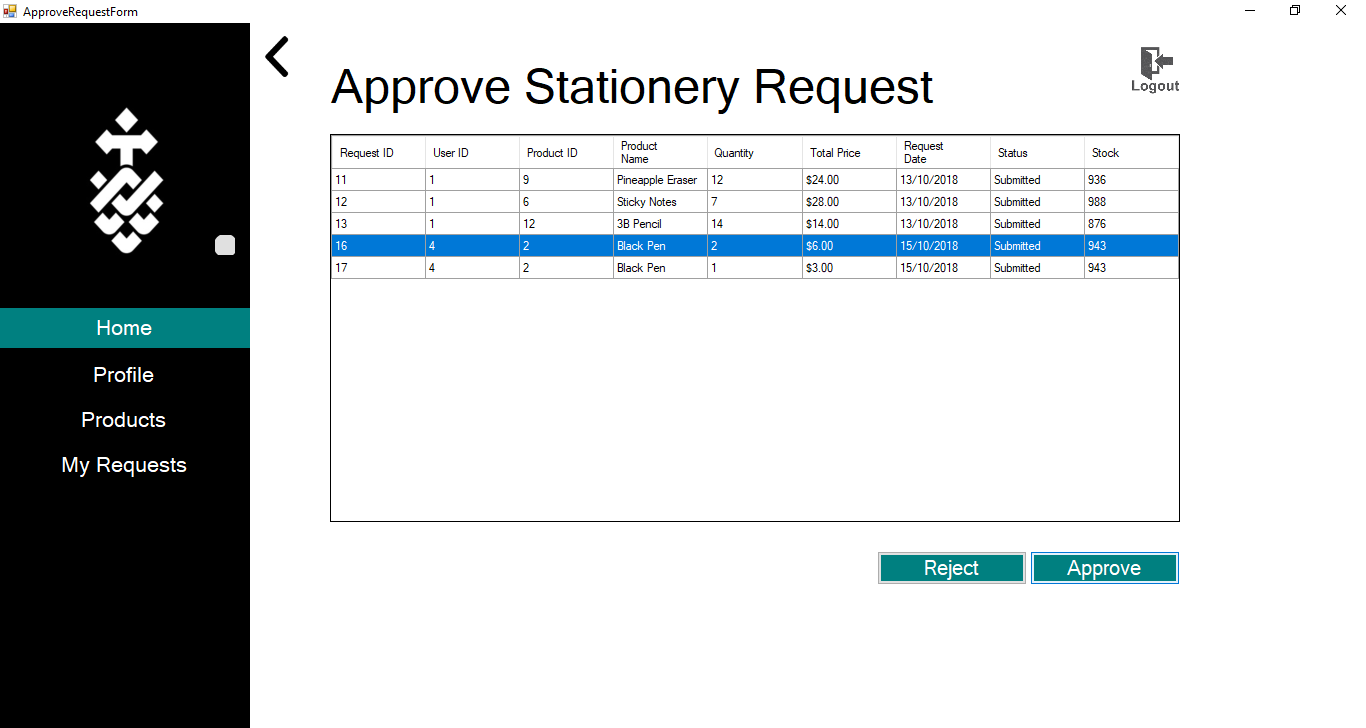 ApproveRequestForm
Logout
Approve Stationery Request
Request ID User ID Product ID Product Name Quantity Total Price Request Date Status Stock
11 1 9 Pineapple Eraser 12 $24.00 13/10/2018 Submitted 936
12 1 6 Sticky Notes 7 $28.00 13/10/2018 Submitted 988
13 1 12 3B Pencil 14 $14.00 13/10/2018 Submitted 876
16 4 2 Black Pen 2 $6.00 15/10/2018 Submitted 943
17 4 2 Black Pen 1 $3.00 15/10/2018 Submitted 943
Home
Profile
Products
My Requests
Reject Approve